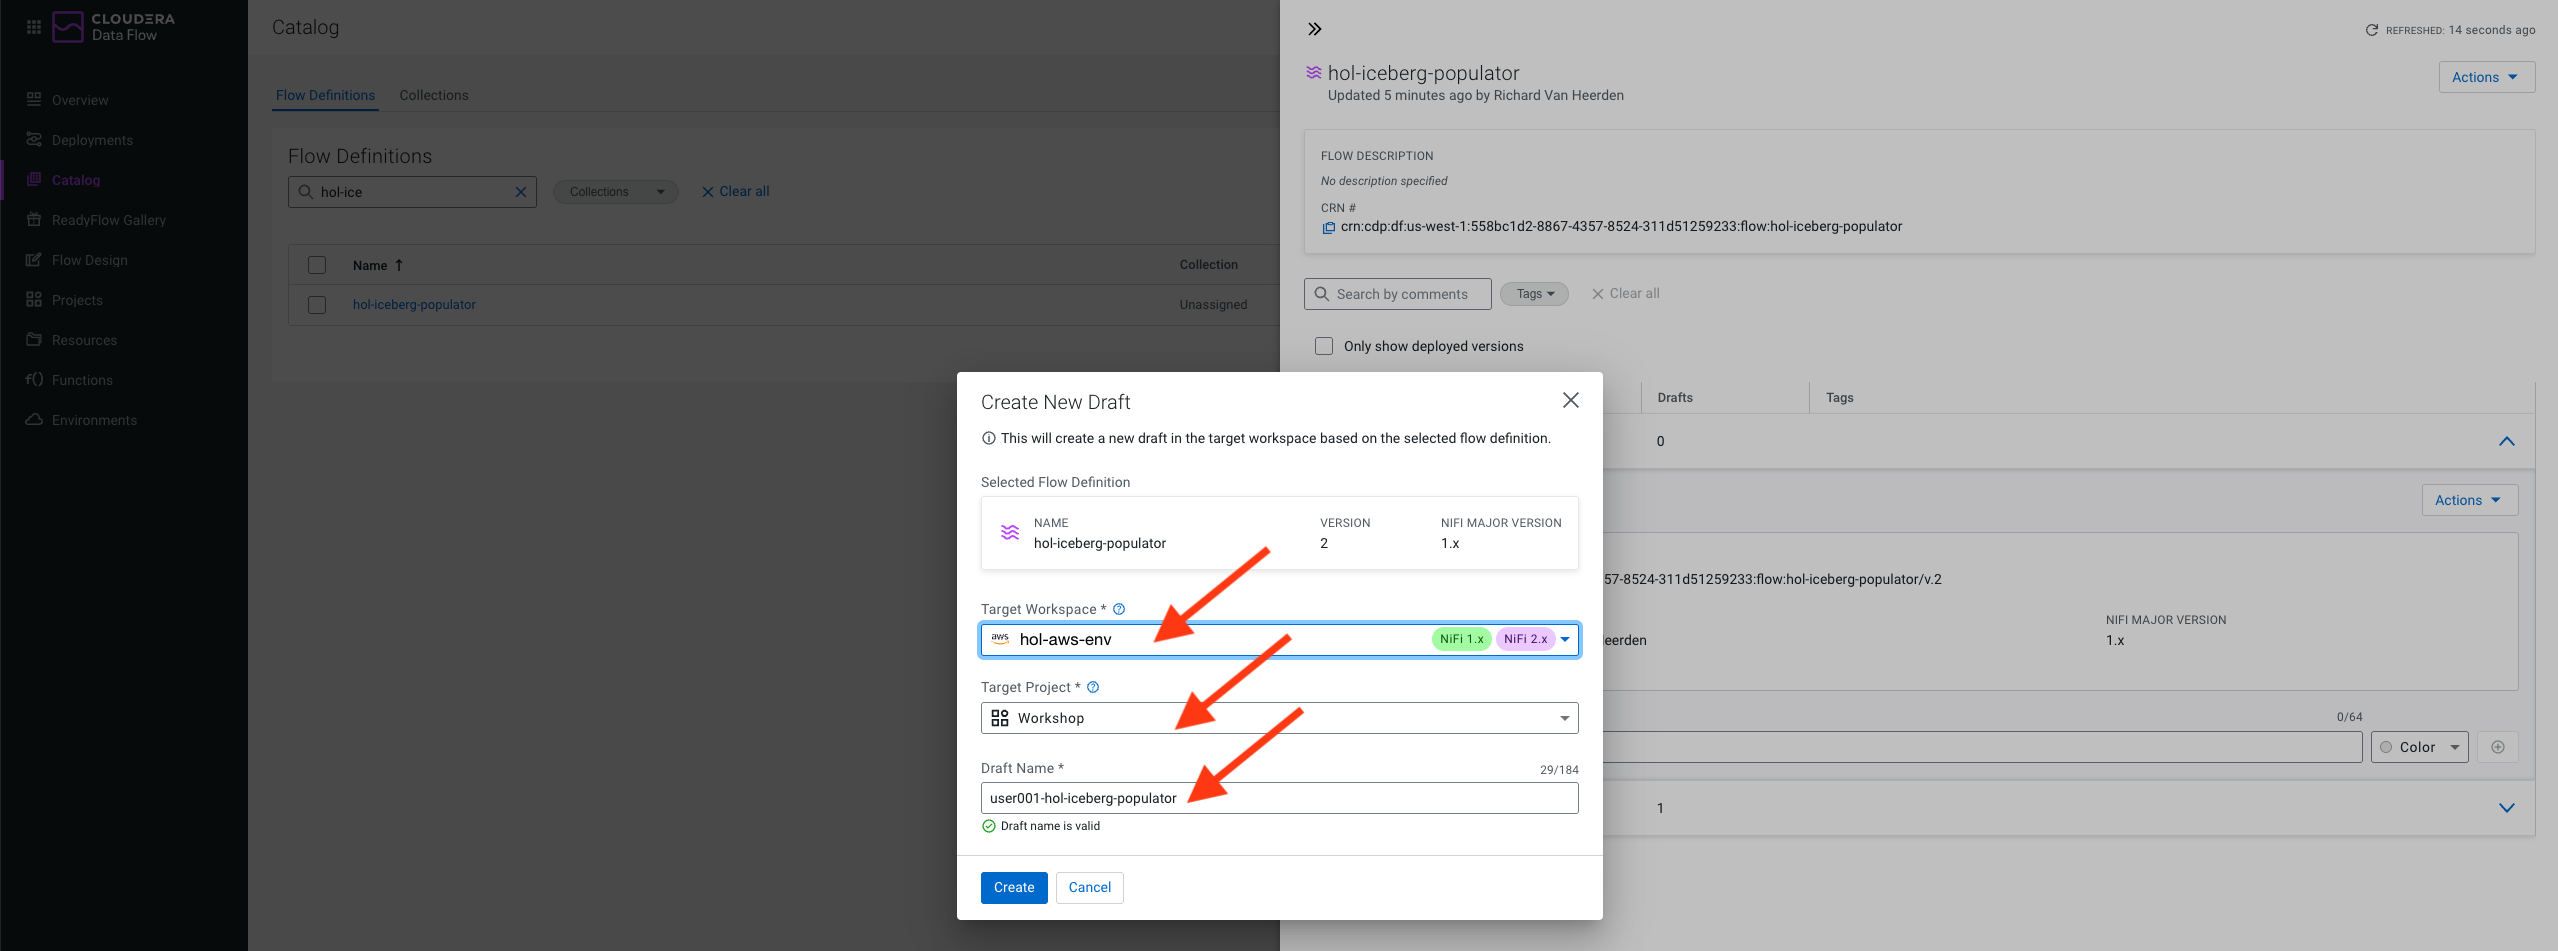 CLOUDERA
Data Flow
Overview
Deployments
Catalog
ReadyFlow Gallery
Flow Design
Projects
Resources
Functions
Environments
Catalog
Flow Definitions
Collections
Flow Definitions
hol-ice
Collections
Clear all
Name
Collection
hol-iceberg-populator
Unassigned
REFRESHED: 14 seconds ago
hol-iceberg-populator
Updated 5 minutes ago by Richard Van Heerden
Actions
FLOW DESCRIPTION
No description specified
CRN #
crn:cdp:df:us-west-1:558bc1d2-8867-4357-8524-311d51259233:flow:hol-iceberg-populator
Search by comments
Tags
Clear all
Only show deployed versions
Drafts
Tags
0
Actions
57-8524-311d51259233:flow:hol-iceberg-populator/v.2
NIFI MAJOR VERSION
eerden
1.x
0/64
Color
1
Create New Draft
This will create a new draft in the target workspace based on the selected flow definition.
Selected Flow Definition
NAME
VERSION
NIFI MAJOR VERSION
hol-iceberg-populator
2
1.x
Target Workspace *
aws
hol-aws-env
NiFi 1.x
NiFi 2.x
Target Project *
Workshop
Draft Name *
29/184
user001-hol-iceberg-populator
Draft name is valid
Create
Cancel